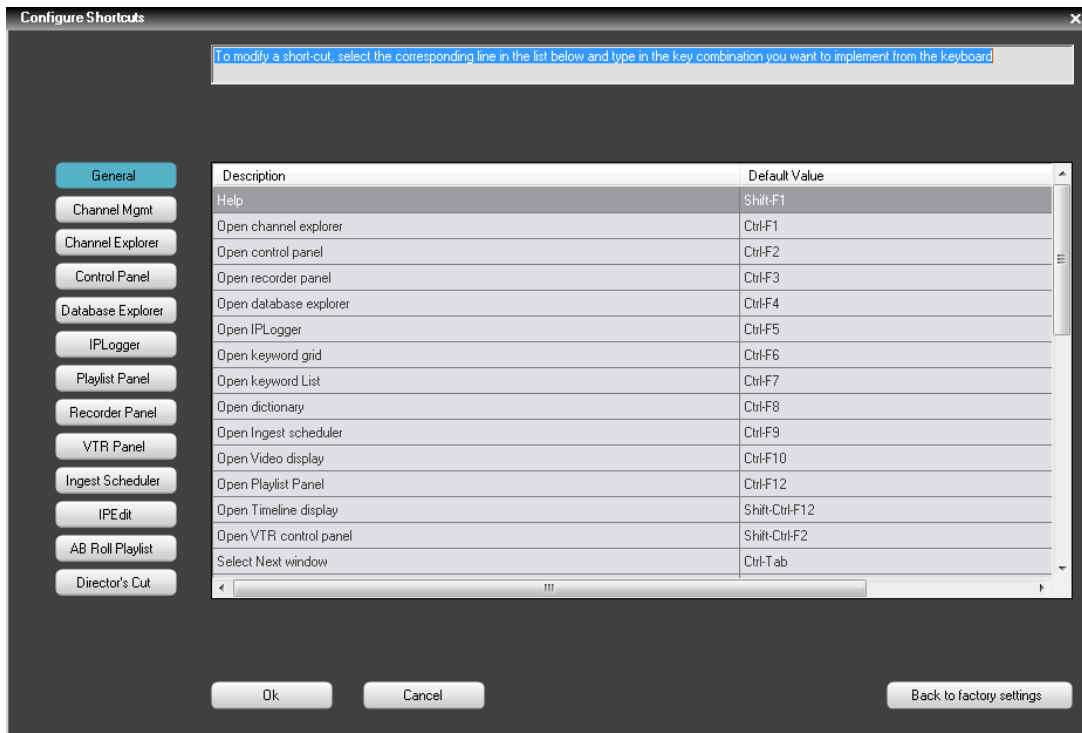 Configure Shortcuts
To modify a short-cut, select the corresponding line in the list below and type in the key combination you want to implement from the keyboard
General
Channel Mgmt
Channel Explorer
Control Panel
Database Explorer
IPLogger
Playlist Panel
Recorder Panel
VTR Panel
Ingest Scheduler
IPEdit
AB Roll Playlist
Director's Cut
Description Default Value
Help Shift-F1
Open channel explorer Ctrl-F1
Open control panel Ctrl-F2
Open recorder panel Ctrl-F3
Open database explorer Ctrl-F4
Open IPLogger Ctrl-F5
Open keyword grid Ctrl-F6
Open keyword List Ctrl-F7
Open dictionary Ctrl-F8
Open Ingest scheduler Ctrl-F9
Open Video display Ctrl-F10
Open Playlist Panel Ctrl-F12
Open Timeline display Shift-Ctrl-F12
Open VTR control panel Shift-Ctrl-F2
Select Next window Ctrl-Tab
Ok Cancel Back to factory settings